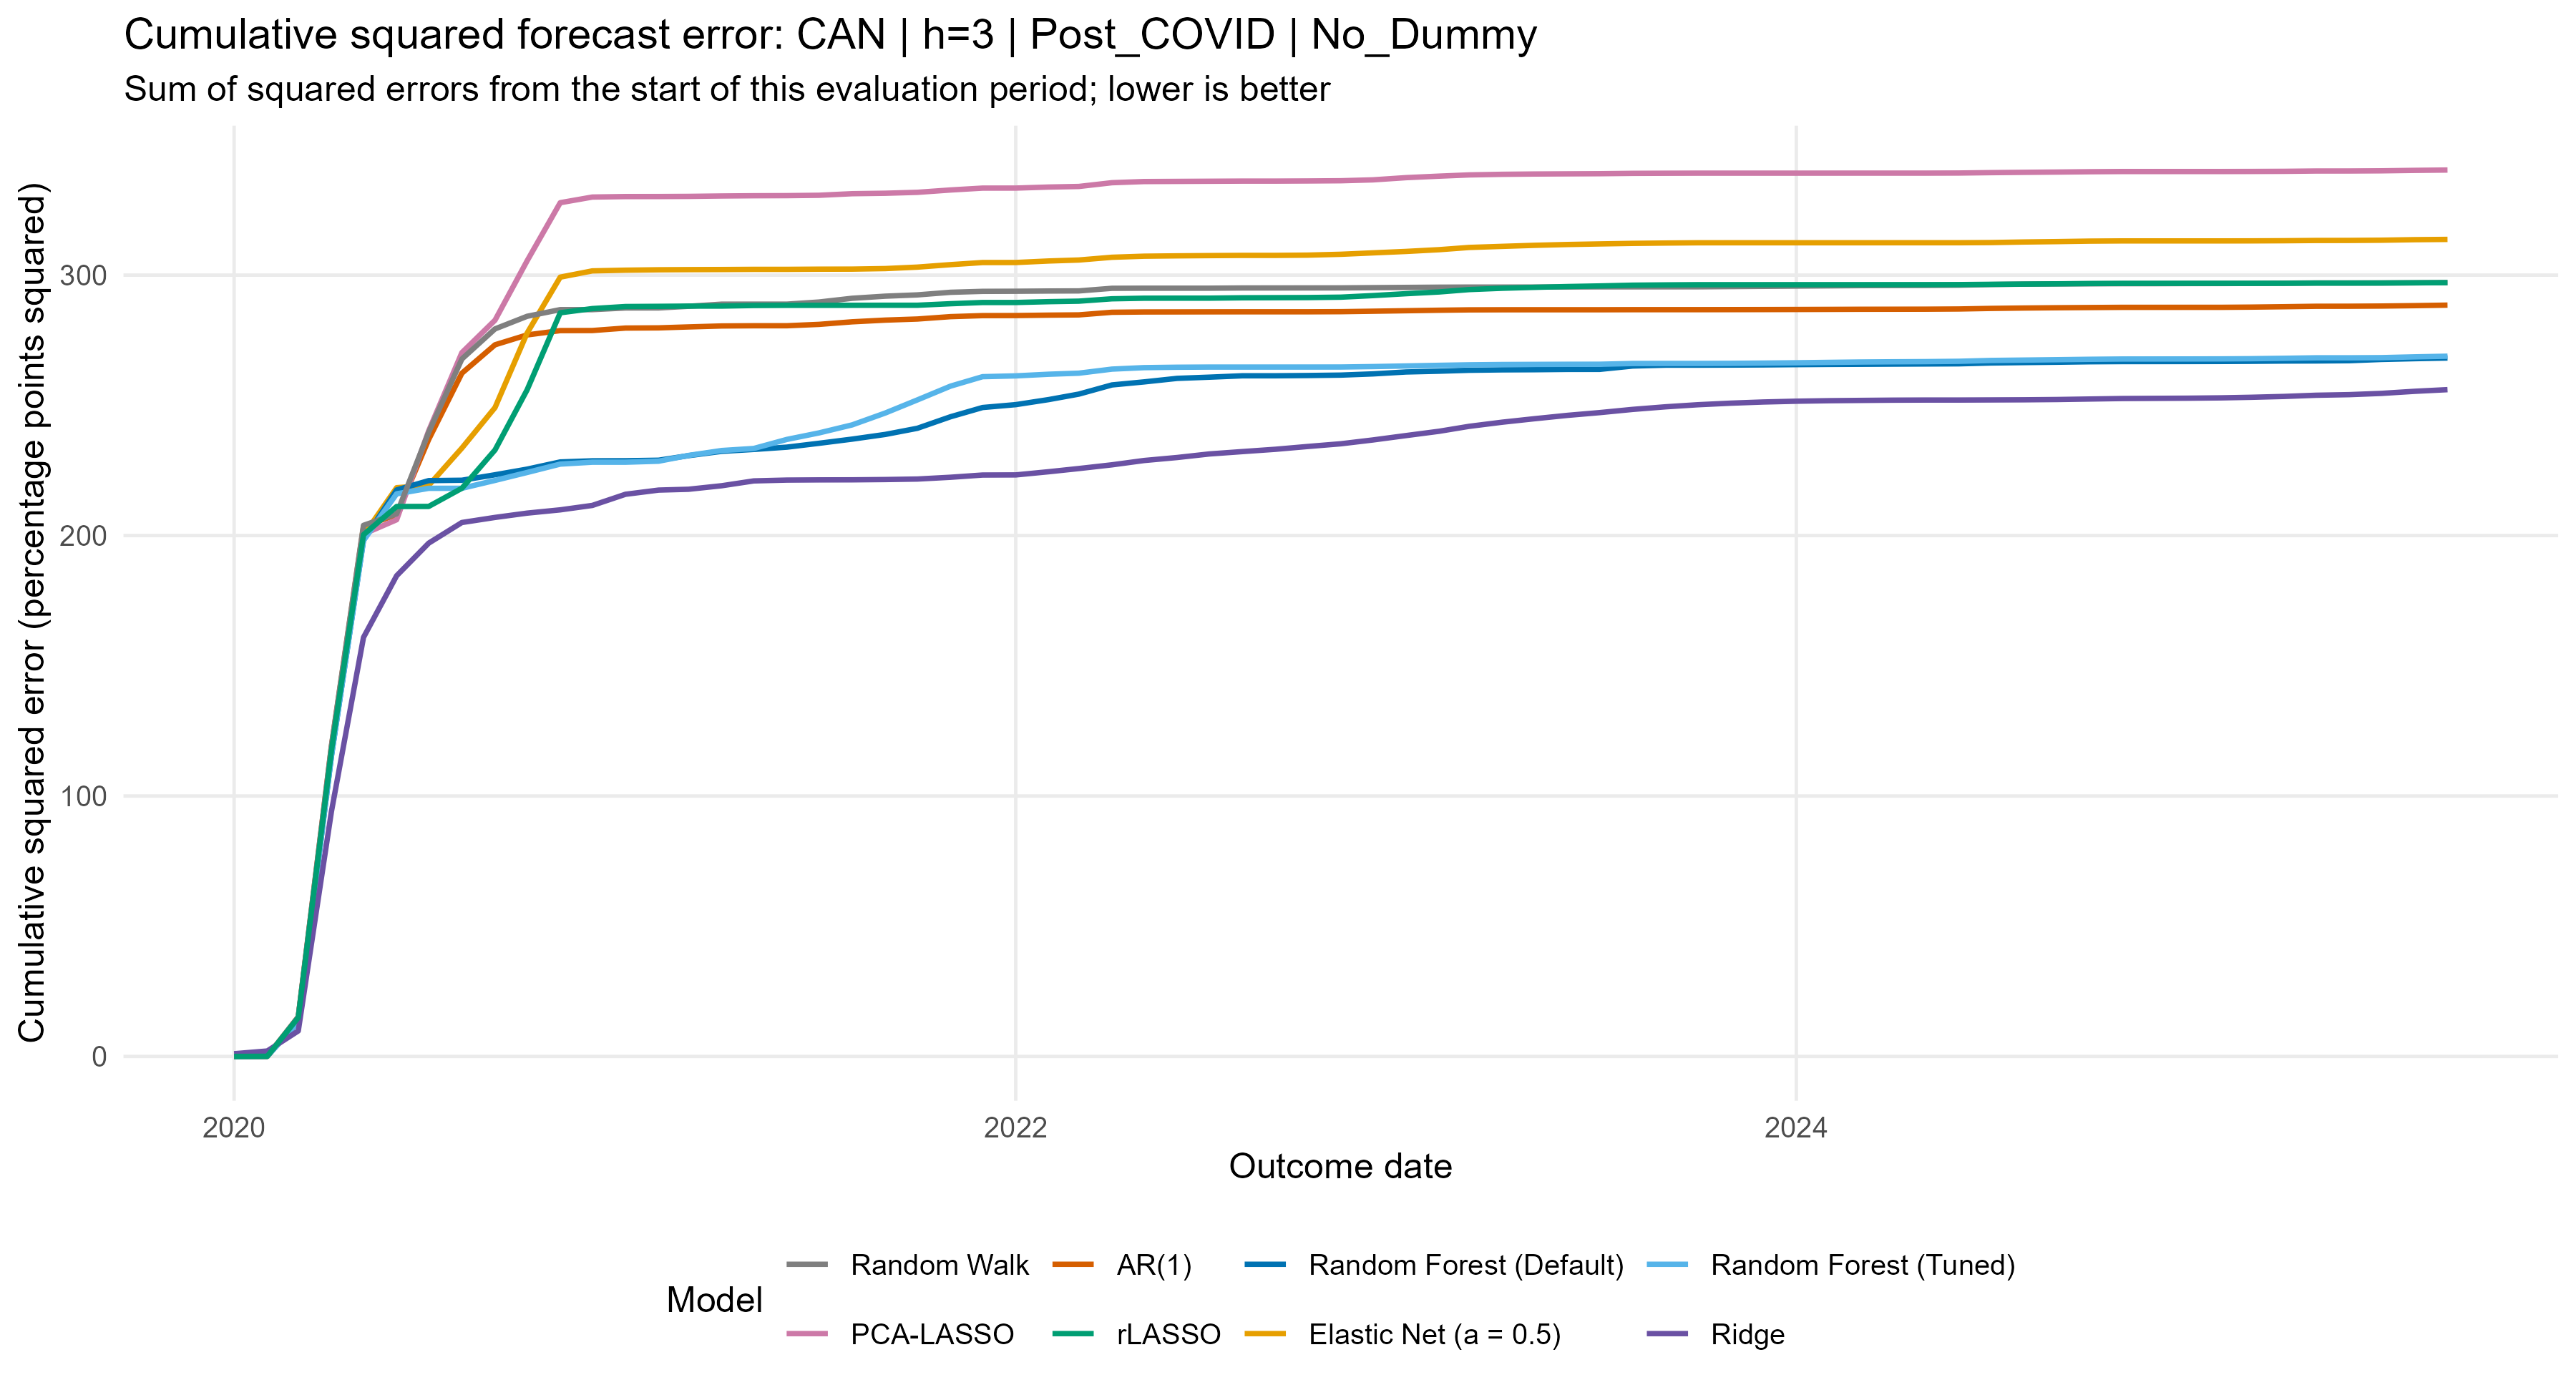 Cumulative squared forecast error: CAN | h=3 | Post_COVID | No_Dummy
Sum of squared errors from the start of this evaluation period; lower is better
Cumulative squared error (percentage points squared)
300
200
100
0
2020
2022
2024
Outcome date
Model
Random Walk
AR(1)
Random Forest (Default)
Random Forest (Tuned)
PCA-LASSO
rLASSO
Elastic Net (a = 0.5)
Ridge